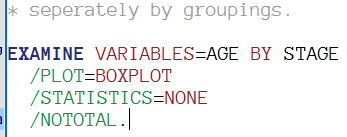 * seperately by groupings.
EXAMINE VARIABLES=AGE BY STAGE
/PLOT=BOXPLOT
/STATISTICS=NONE
/NOTOTAL.